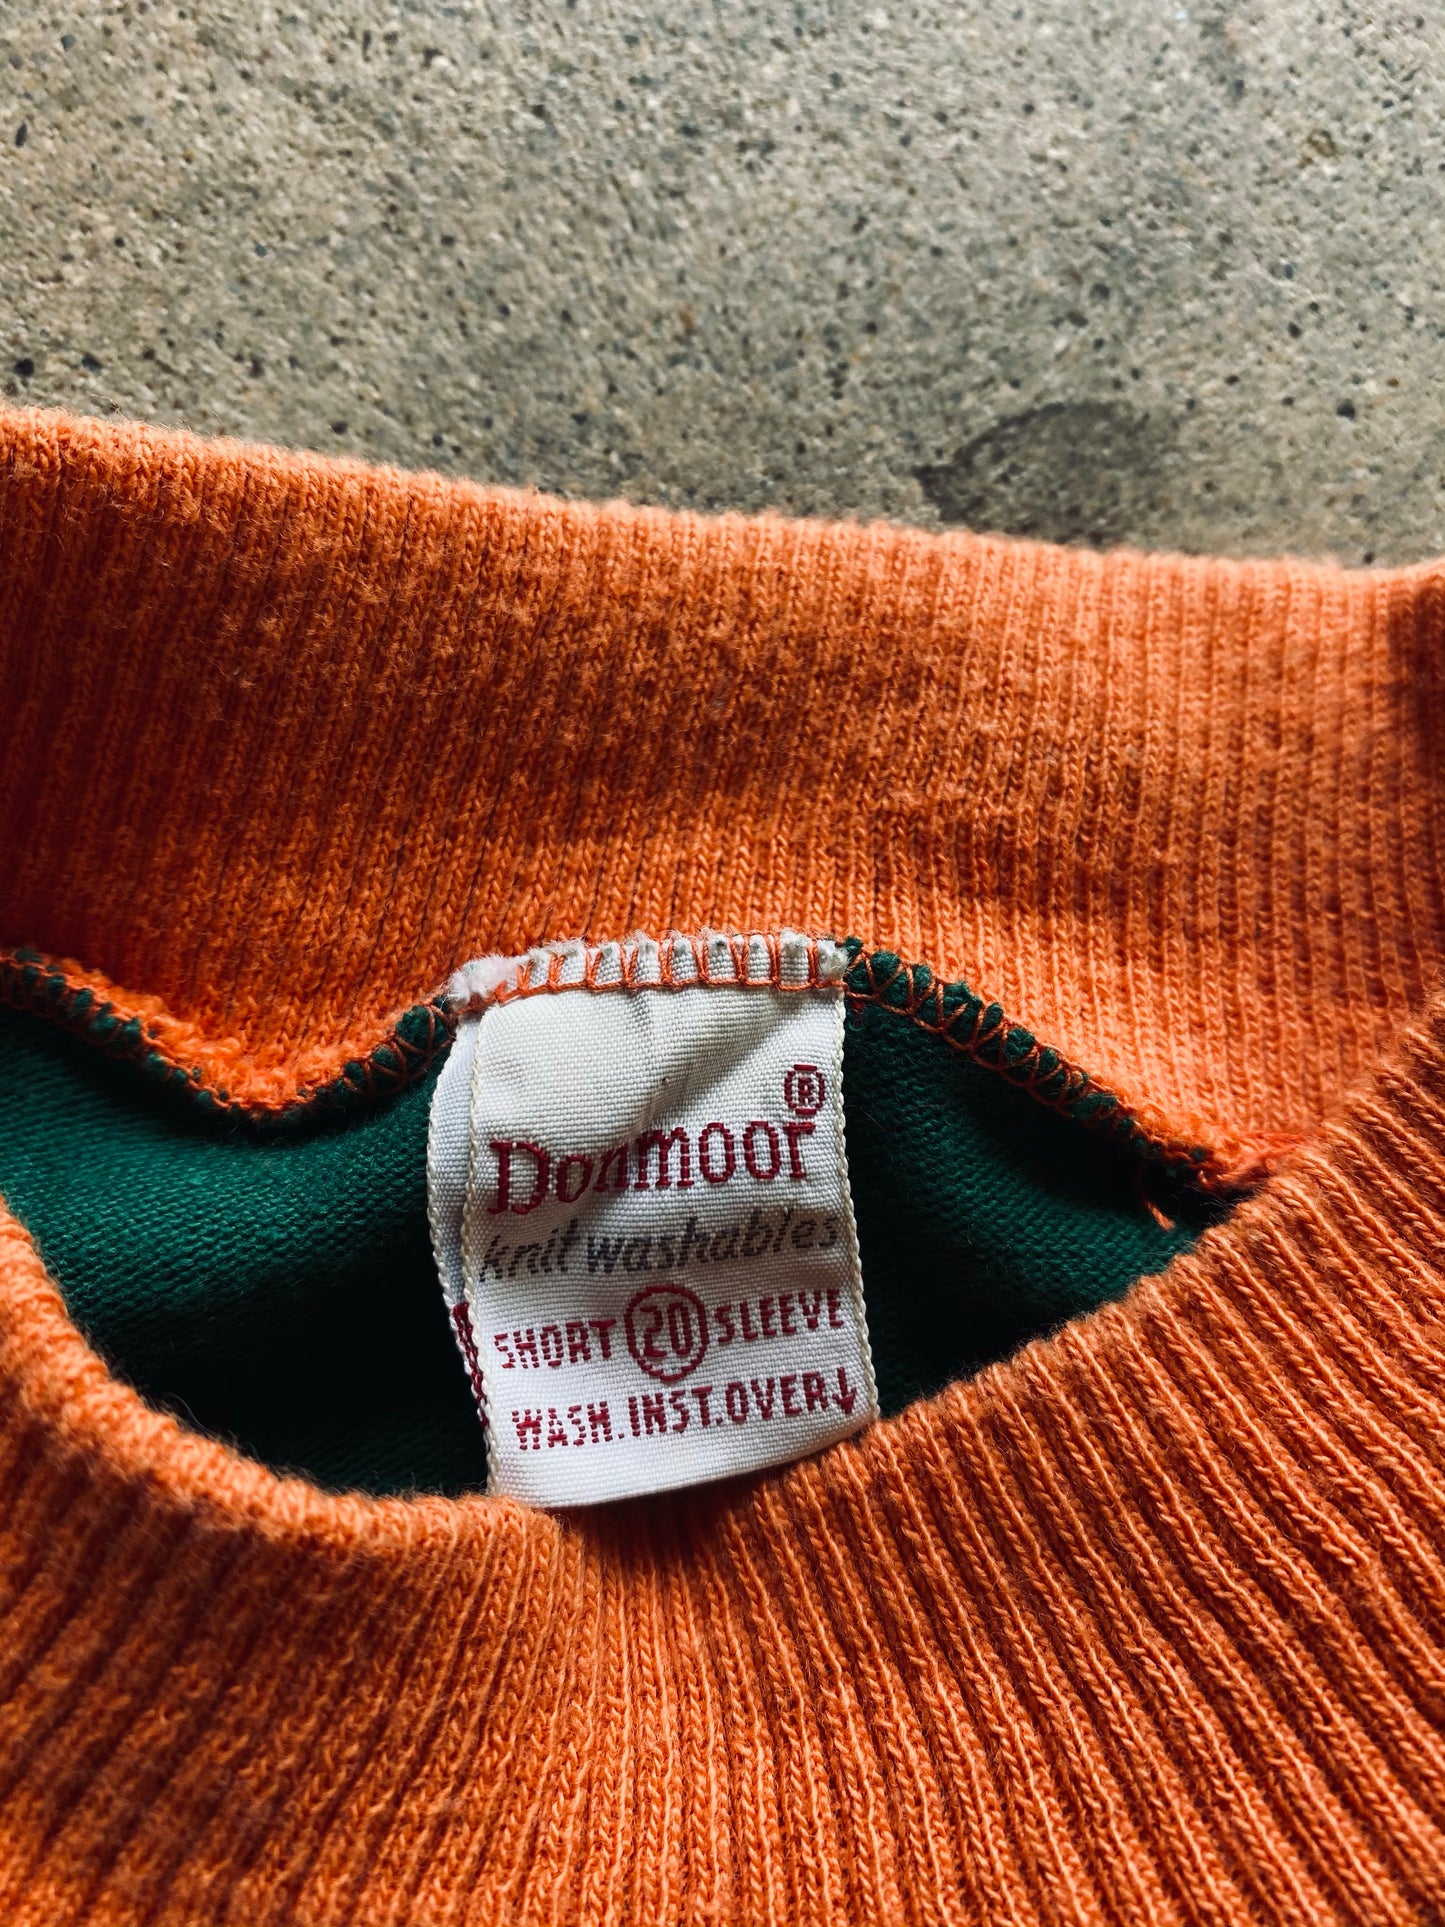 Donmoor®
knit washables
SHORT 20 SLEEVE
WASH. INST. OVER↓